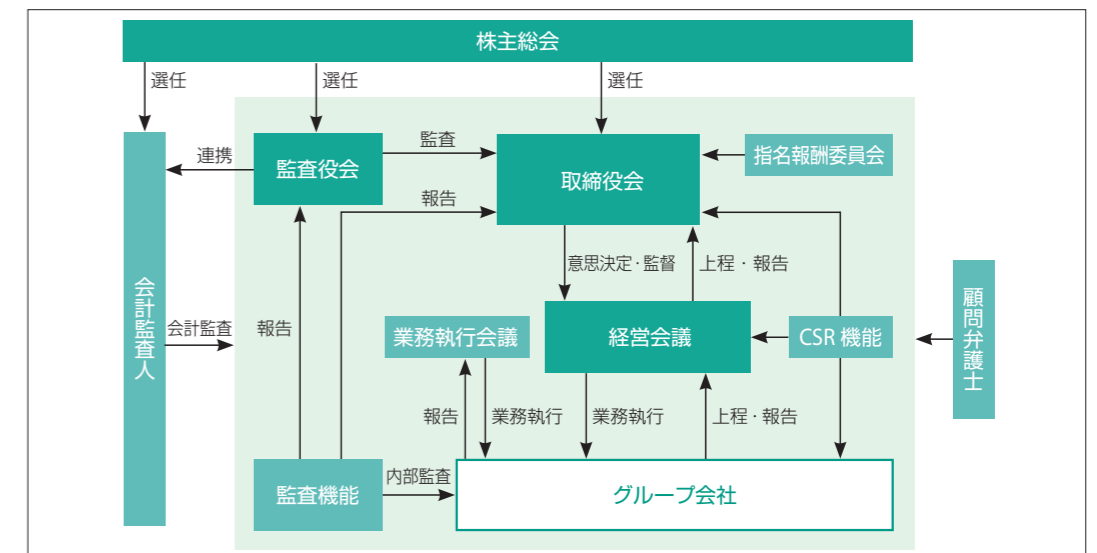 株主総会
選任
選任
選任
連携
監査役会
監査
取締役会
指名報酬委員会
報告
意思決定・監督
上程・報告
会計監査人
会計監査
報告
業務執行会議
経営会議
CSR 機能
顧問弁護士
報告
業務執行
業務執行
上程・報告
監査機能
内部監査
グループ会社